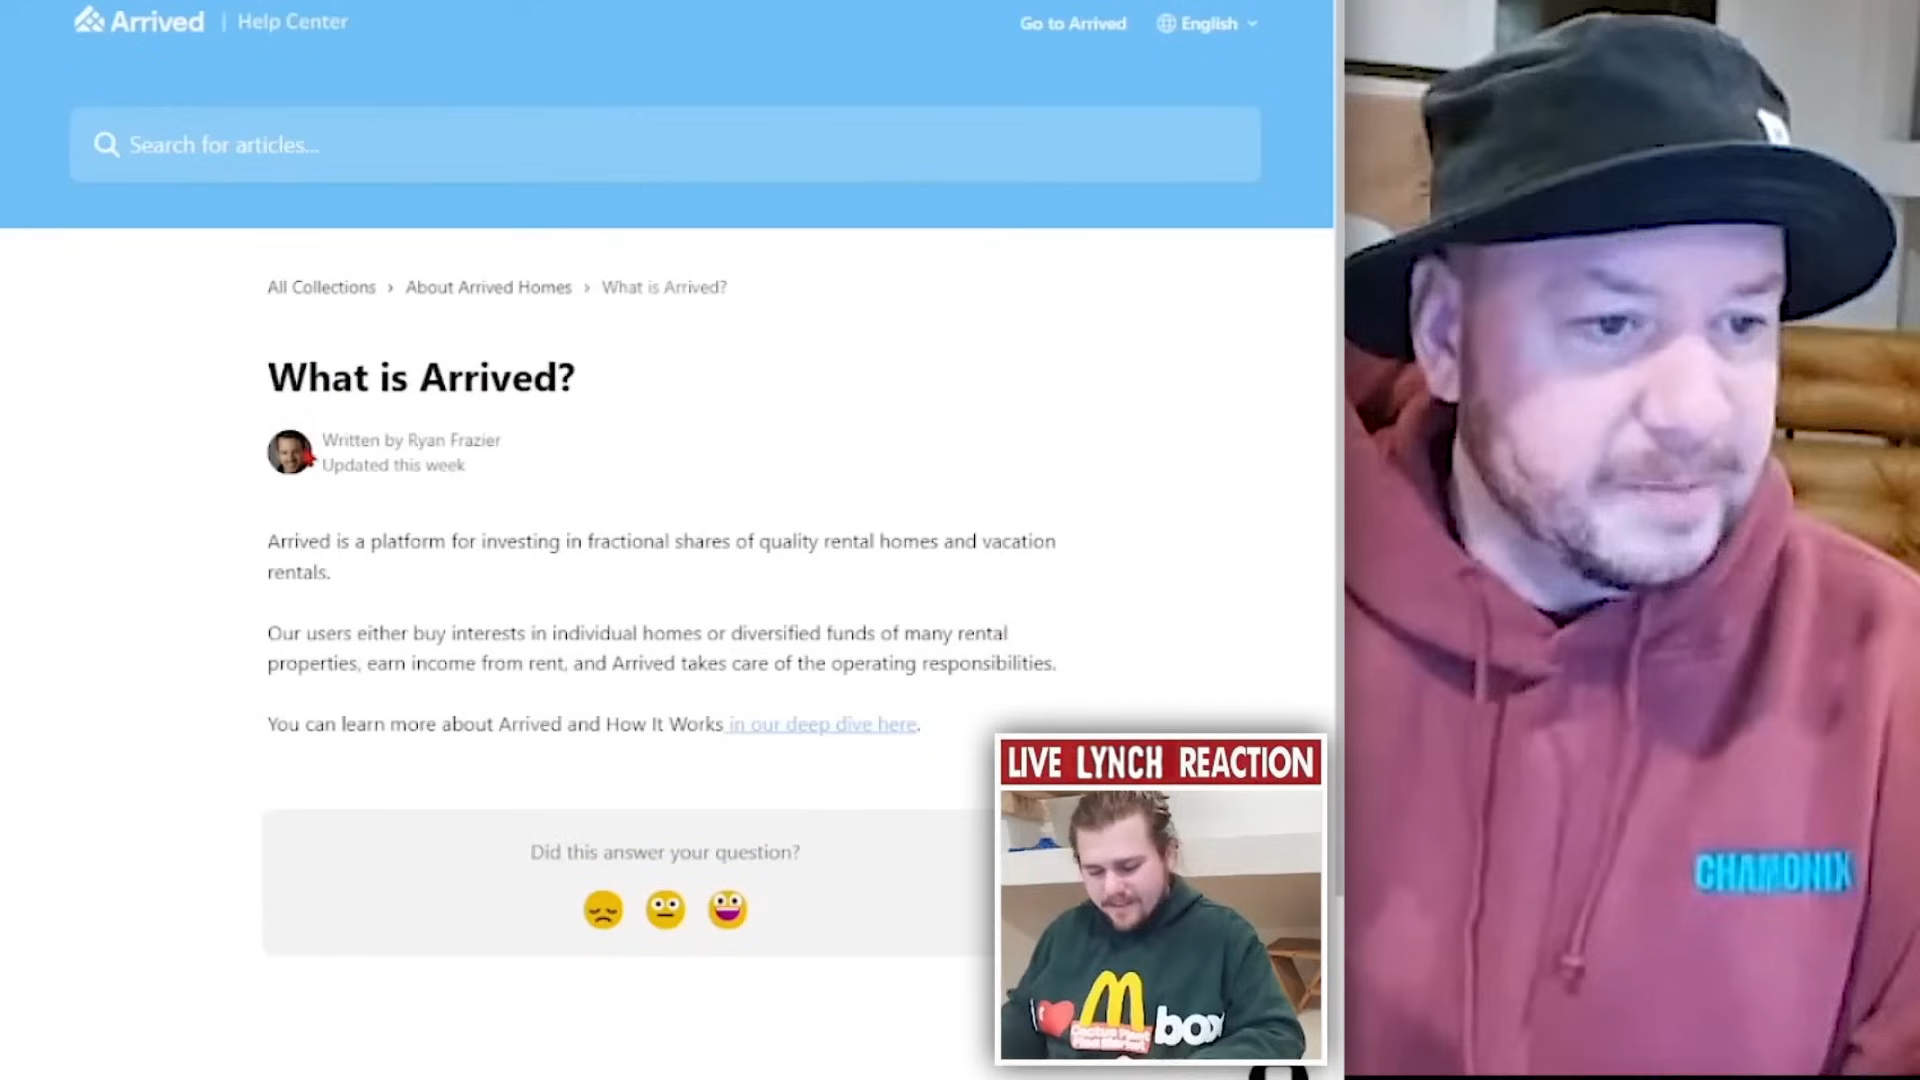 Arrived | Help Center
Go to Arrived
English
Search for articles...
All Collections › About Arrived Homes › What is Arrived?
What is Arrived?
Written by Ryan Frazier
Updated this week
Arrived is a platform for investing in fractional shares of quality rental homes and vacation
rentals.
Our users either buy interests in individual homes or diversified funds of many rental
properties, earn income from rent, and Arrived takes care of the operating responsibilities.
You can learn more about Arrived and How It Works in our deep dive here.
Did this answer your question?
LIVE LYNCH REACTION
I
Cactus Plant
Flea Market
box
CHAMONIX